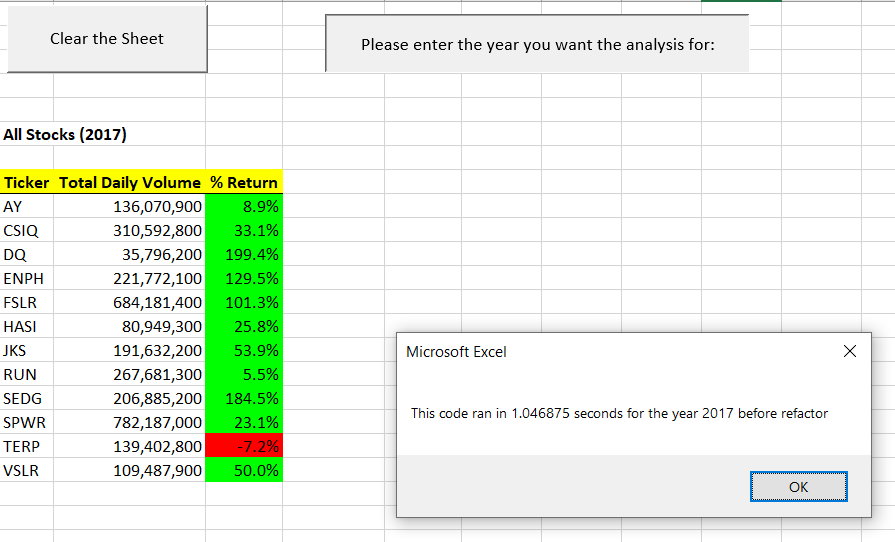 Clear the Sheet
Please enter the year you want the analysis for:
All Stocks (2017)
Ticker Total Daily Volume % Return
AY 136,070,900 8.9%
CSIQ 310,592,800 33.1%
DQ 35,796,200 199.4%
ENPH 221,772,100 129.5%
FSLR 684,181,400 101.3%
HASI 80,949,300 25.8%
JKS 191,632,200 53.9%
RUN 267,681,300 5.5%
SEDG 206,885,200 184.5%
SPWR 782,187,000 23.1%
TERP 139,402,800 -7.2%
VSLR 109,487,900 50.0%
Microsoft Excel
This code ran in 1.046875 seconds for the year 2017 before refactor
OK